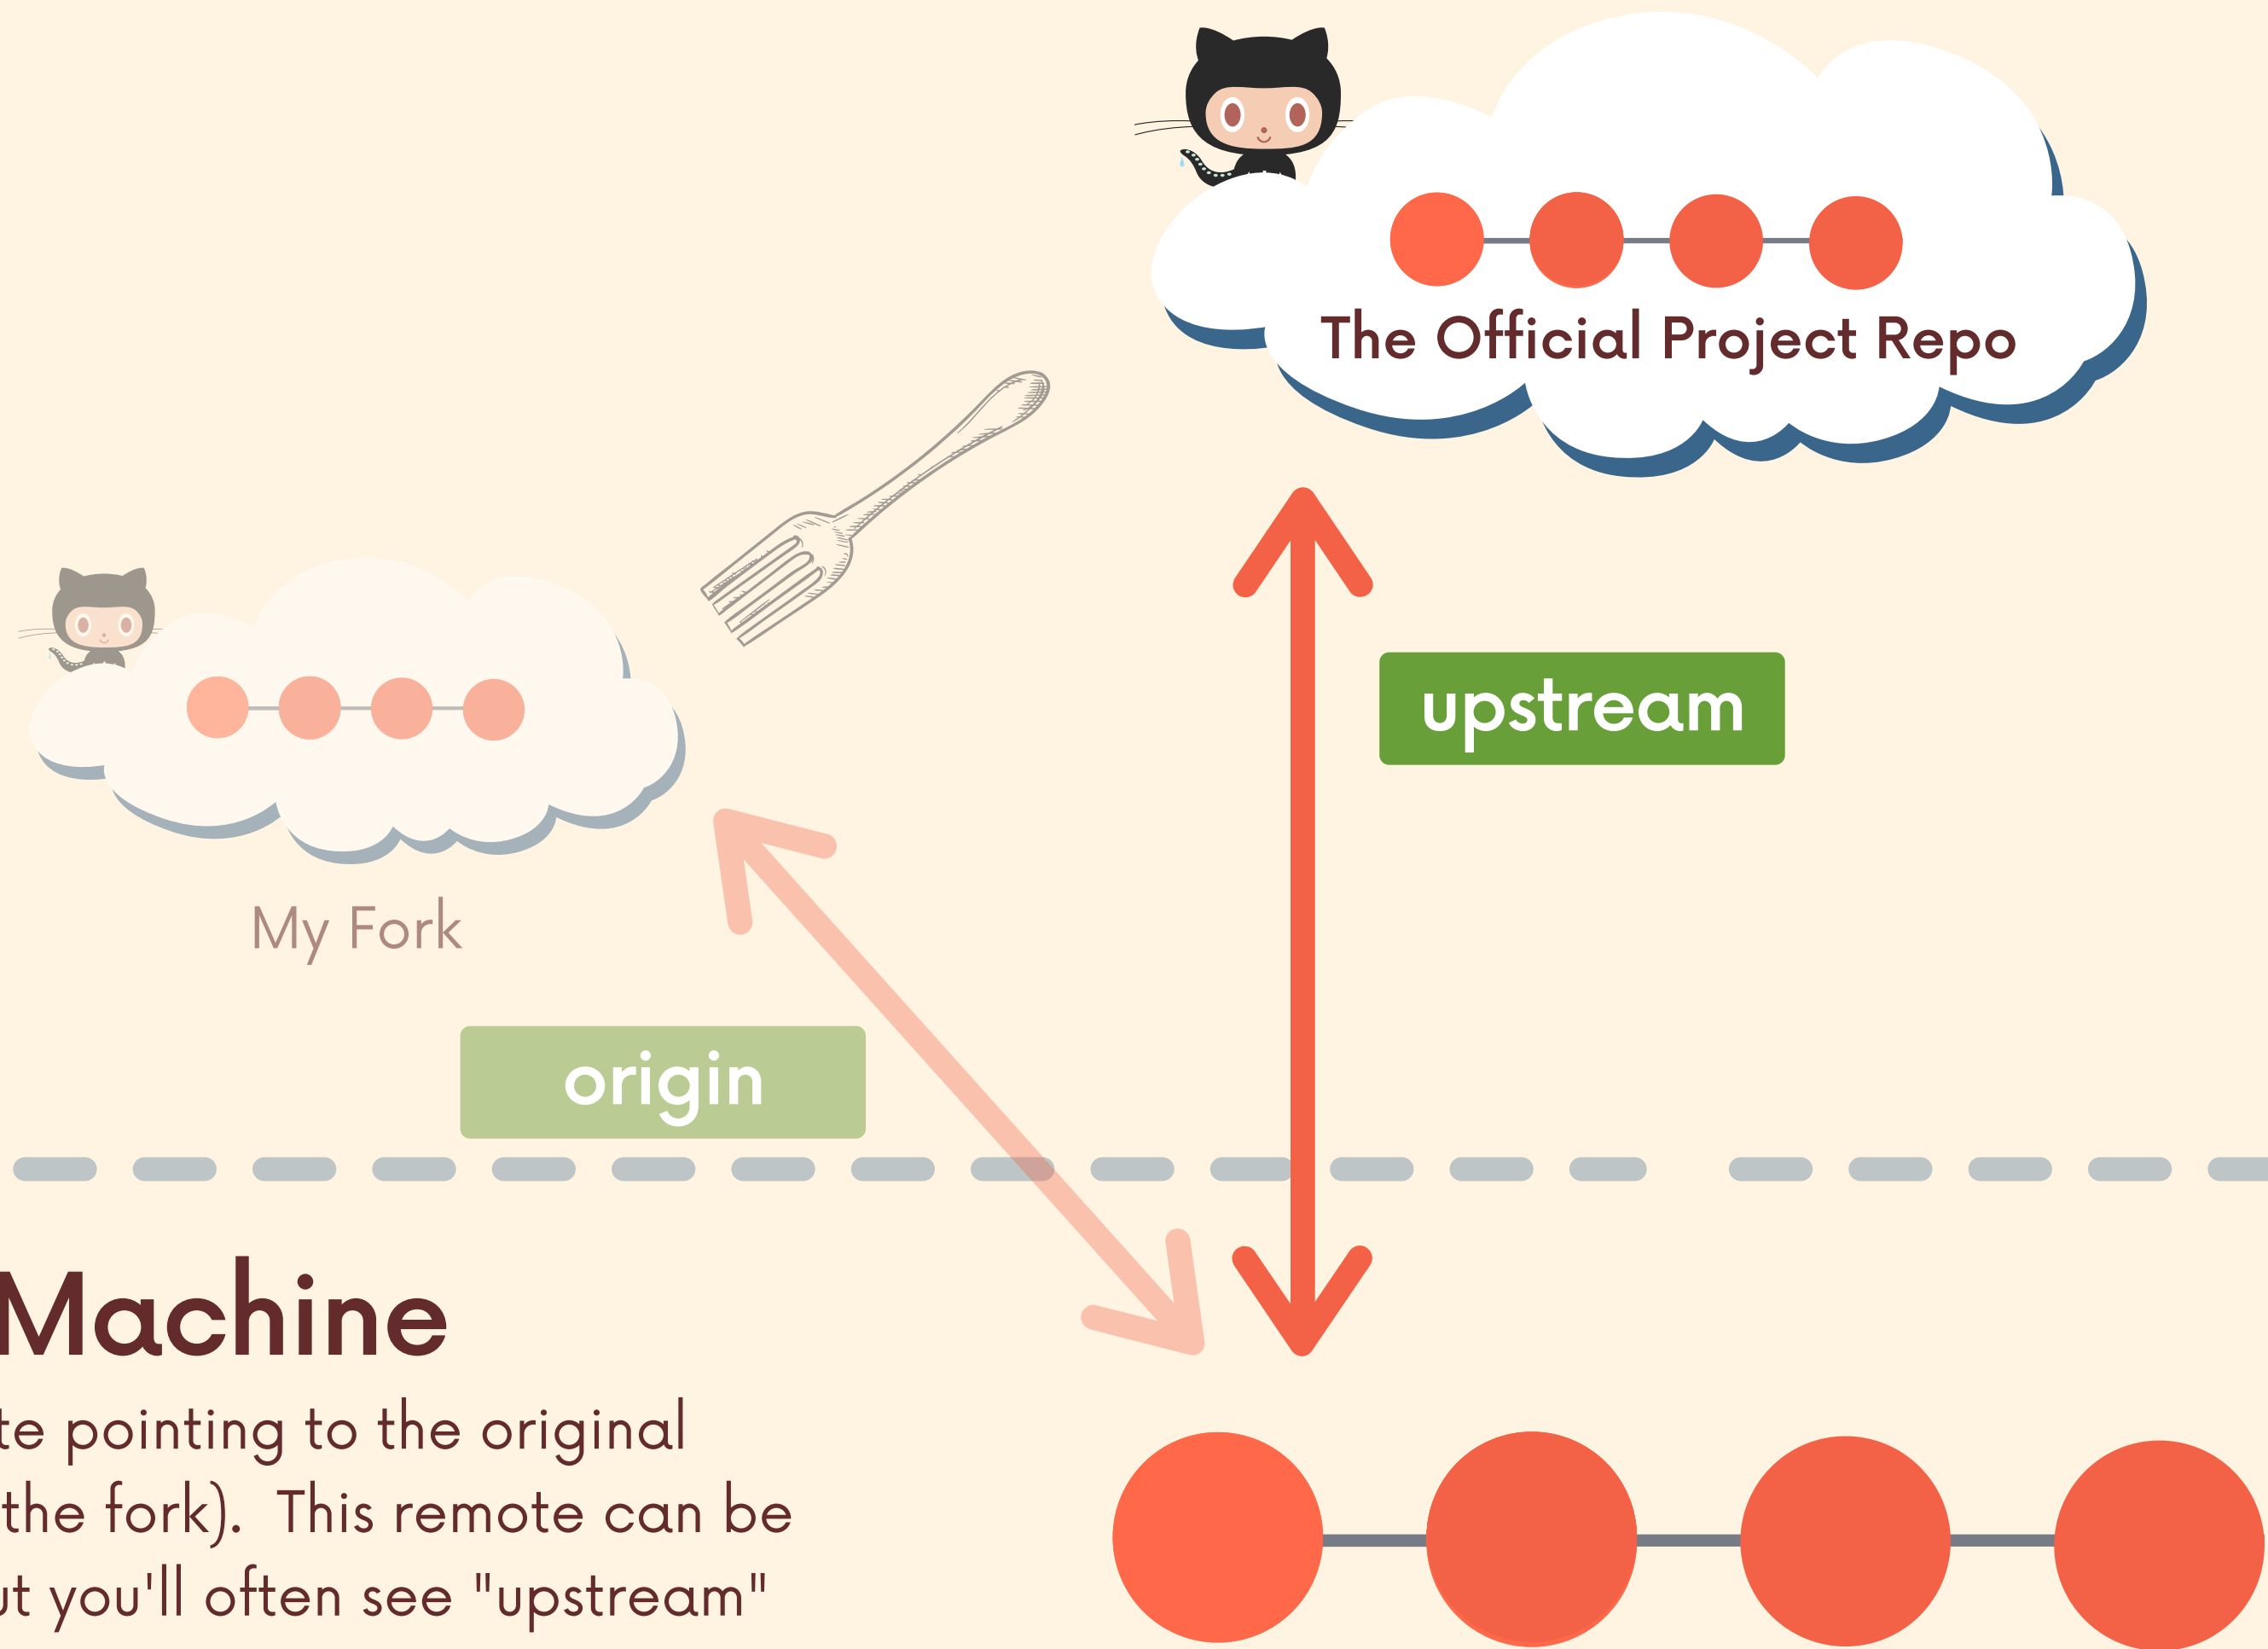 The Official Project Repo
upstream
My Fork
origin
Machine
te pointing to the original
the fork). This remote can be
t you'll often see "upstream"